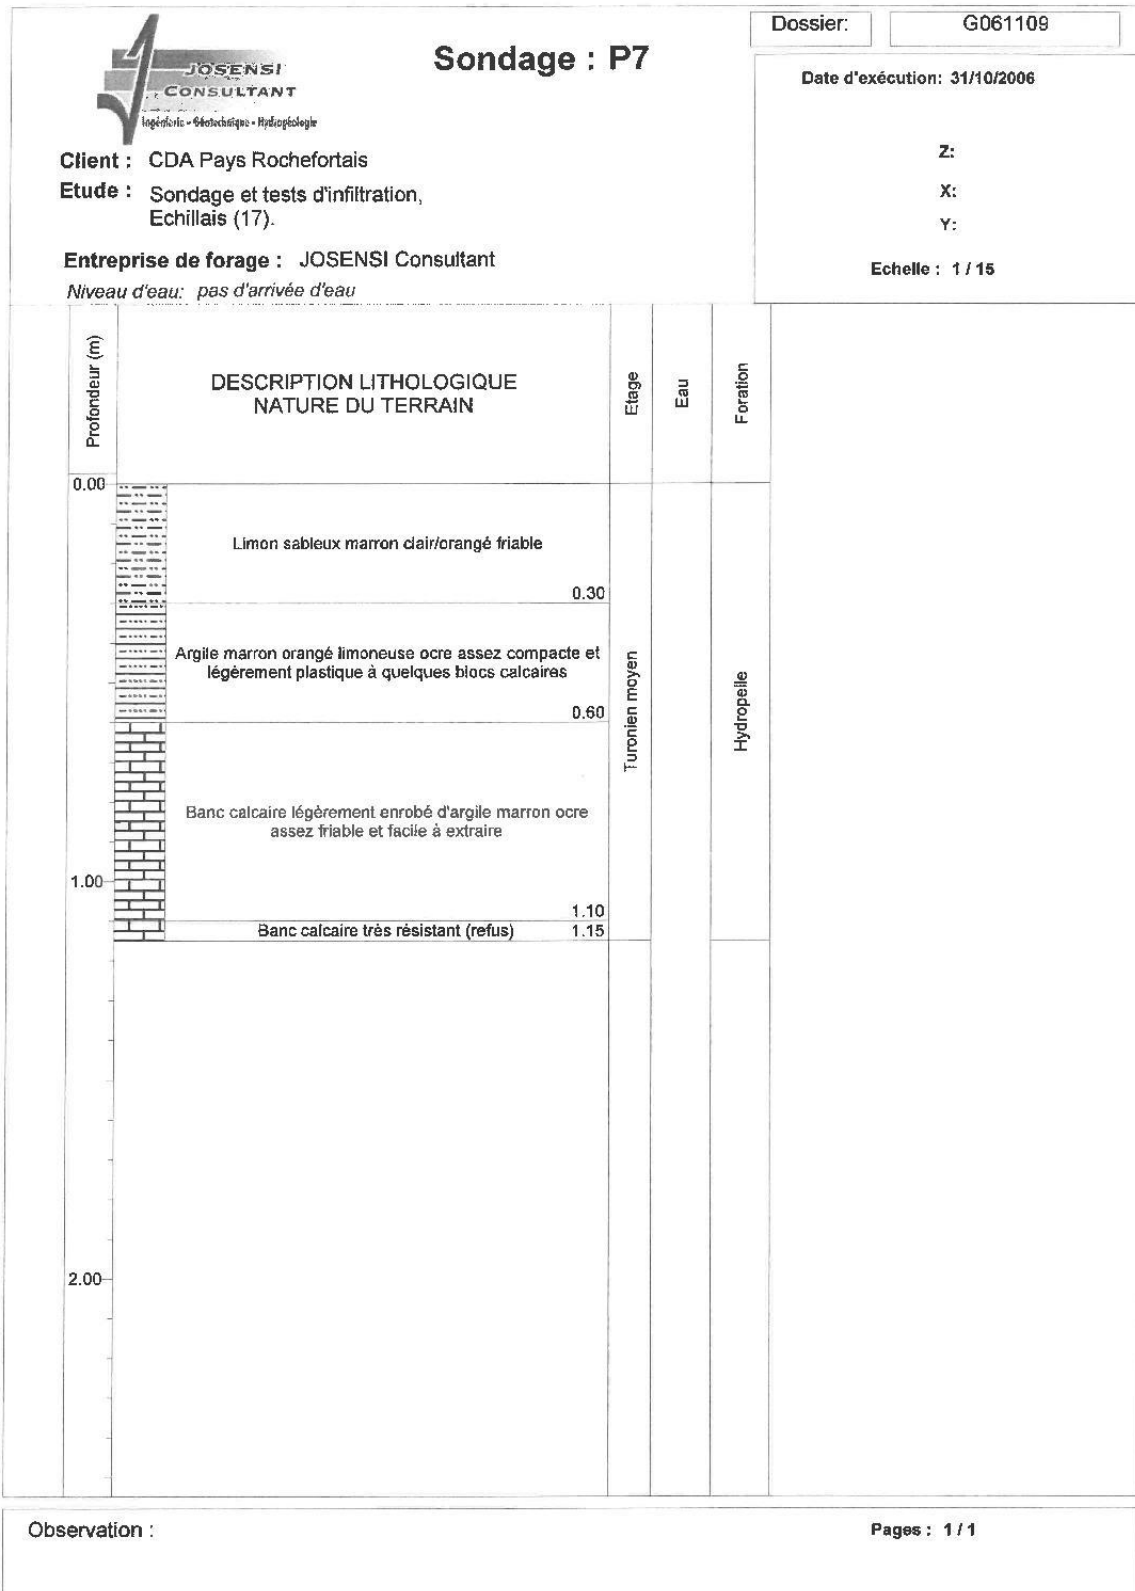 Dossier:
G061109
Sondage : P7
JOSENSI
CONSULTANT
Ingénierie - Géotechnique - Hydrogéologie
Date d'exécution: 31/10/2006
Z:
X:
Y:
Echelle : 1 / 15
Client : CDA Pays Rochefortais
Etude : Sondage et tests d'infiltration,
Echillais (17).
Entreprise de forage : JOSENSI Consultant
Niveau d'eau: pas d'arrivée d'eau
Profondeur (m)
DESCRIPTION LITHOLOGIQUE
NATURE DU TERRAIN
Etage
Eau
Foration
0.00
Limon sableux marron clair/orangé friable
0.30
Argile marron orangé limoneuse ocre assez compacte et
légèrement plastique à quelques blocs calcaires
0.60
Turonien moyen
Hydropelle
Banc calcaire légèrement enrobé d'argile marron ocre
assez friable et facile à extraire
1.00
1.10
Banc calcaire très résistant (refus) 1.15
2.00
Observation :
Pages : 1 / 1